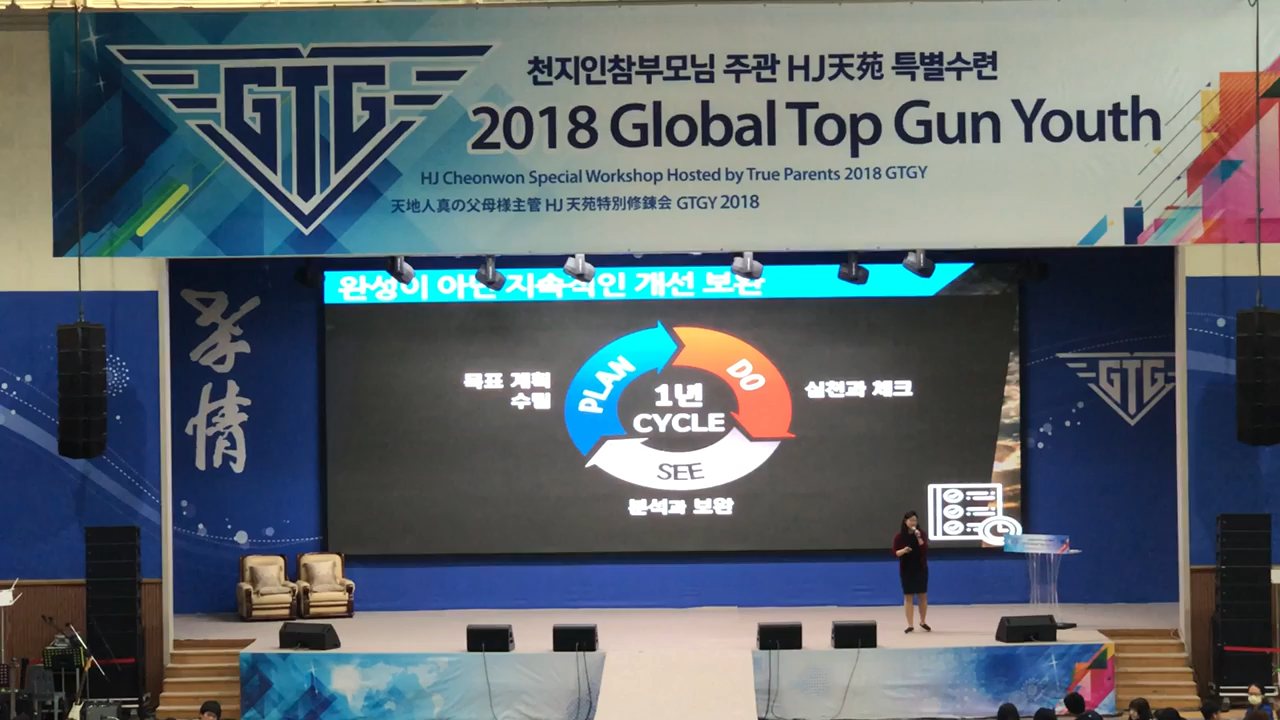 GTG
천지인참부모님 주관 HJ天苑 특별수련
2018 Global Top Gun Youth
HJ Cheonwon Special Workshop Hosted by True Parents 2018 GTGY
天地人真の父母様主管 HJ 天苑特別修錬会 GTGY 2018
완성이 아닌 지속적인 개선 보완
孝情
목표 계획
수립
PLAN
DO
1년
CYCLE
실천과 체크
SEE
분석과 보완
GTG